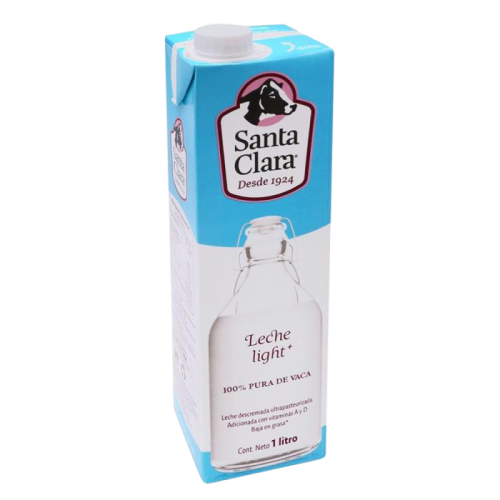 Santa
Clara
Desde 1924
Leche
light+
100% PURA DE VACA
Leche descremada ultrapasteurizada
Adicionada con vitaminas A y D
Baja en grasa*
Cont. Neto 1 litro